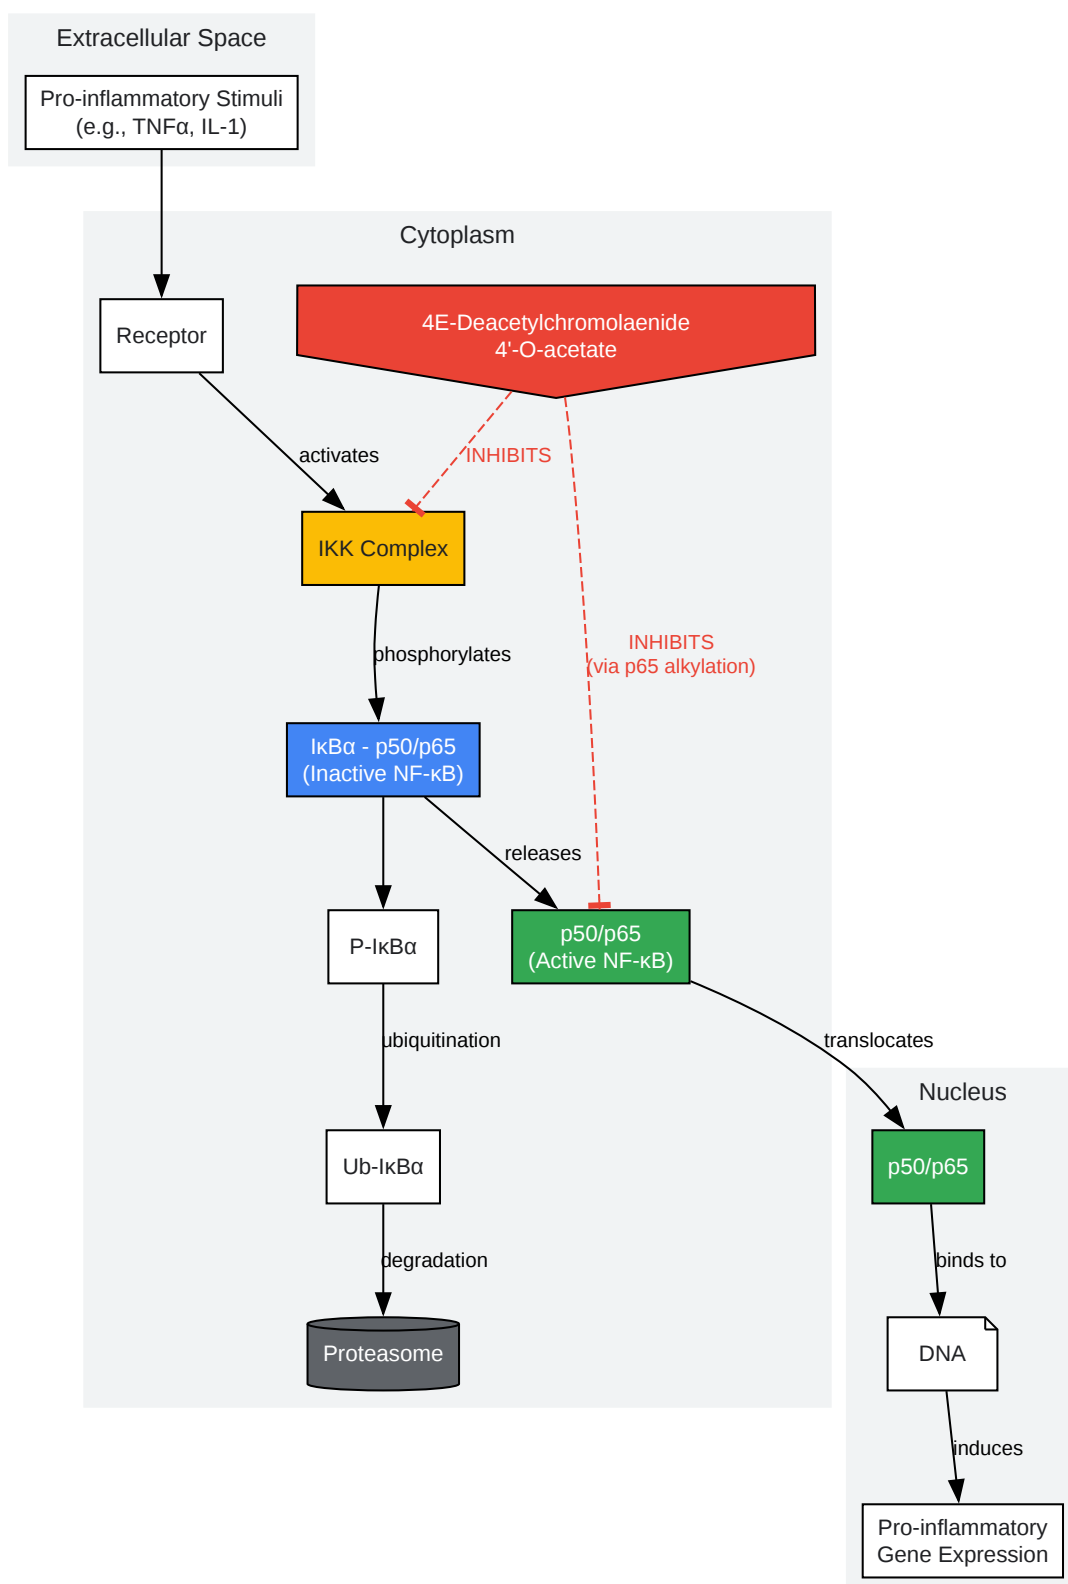 Extracellular Space
Pro-inflammatory Stimuli
(e.g., TNFα, IL-1)
Cytoplasm
Receptor
4E-Deacetylchromolaenide
4'-O-acetate
activates
INHIBITS
IKK Complex
phosphorylates
INHIBITS
(via p65 alkylation)
IκBα - p50/p65
(Inactive NF-κB)
releases
P-IκBα
p50/p65
(Active NF-κB)
ubiquitination
translocates
Nucleus
Ub-IκBα
p50/p65
degradation
binds to
Proteasome
DNA
induces
Pro-inflammatory
Gene Expression